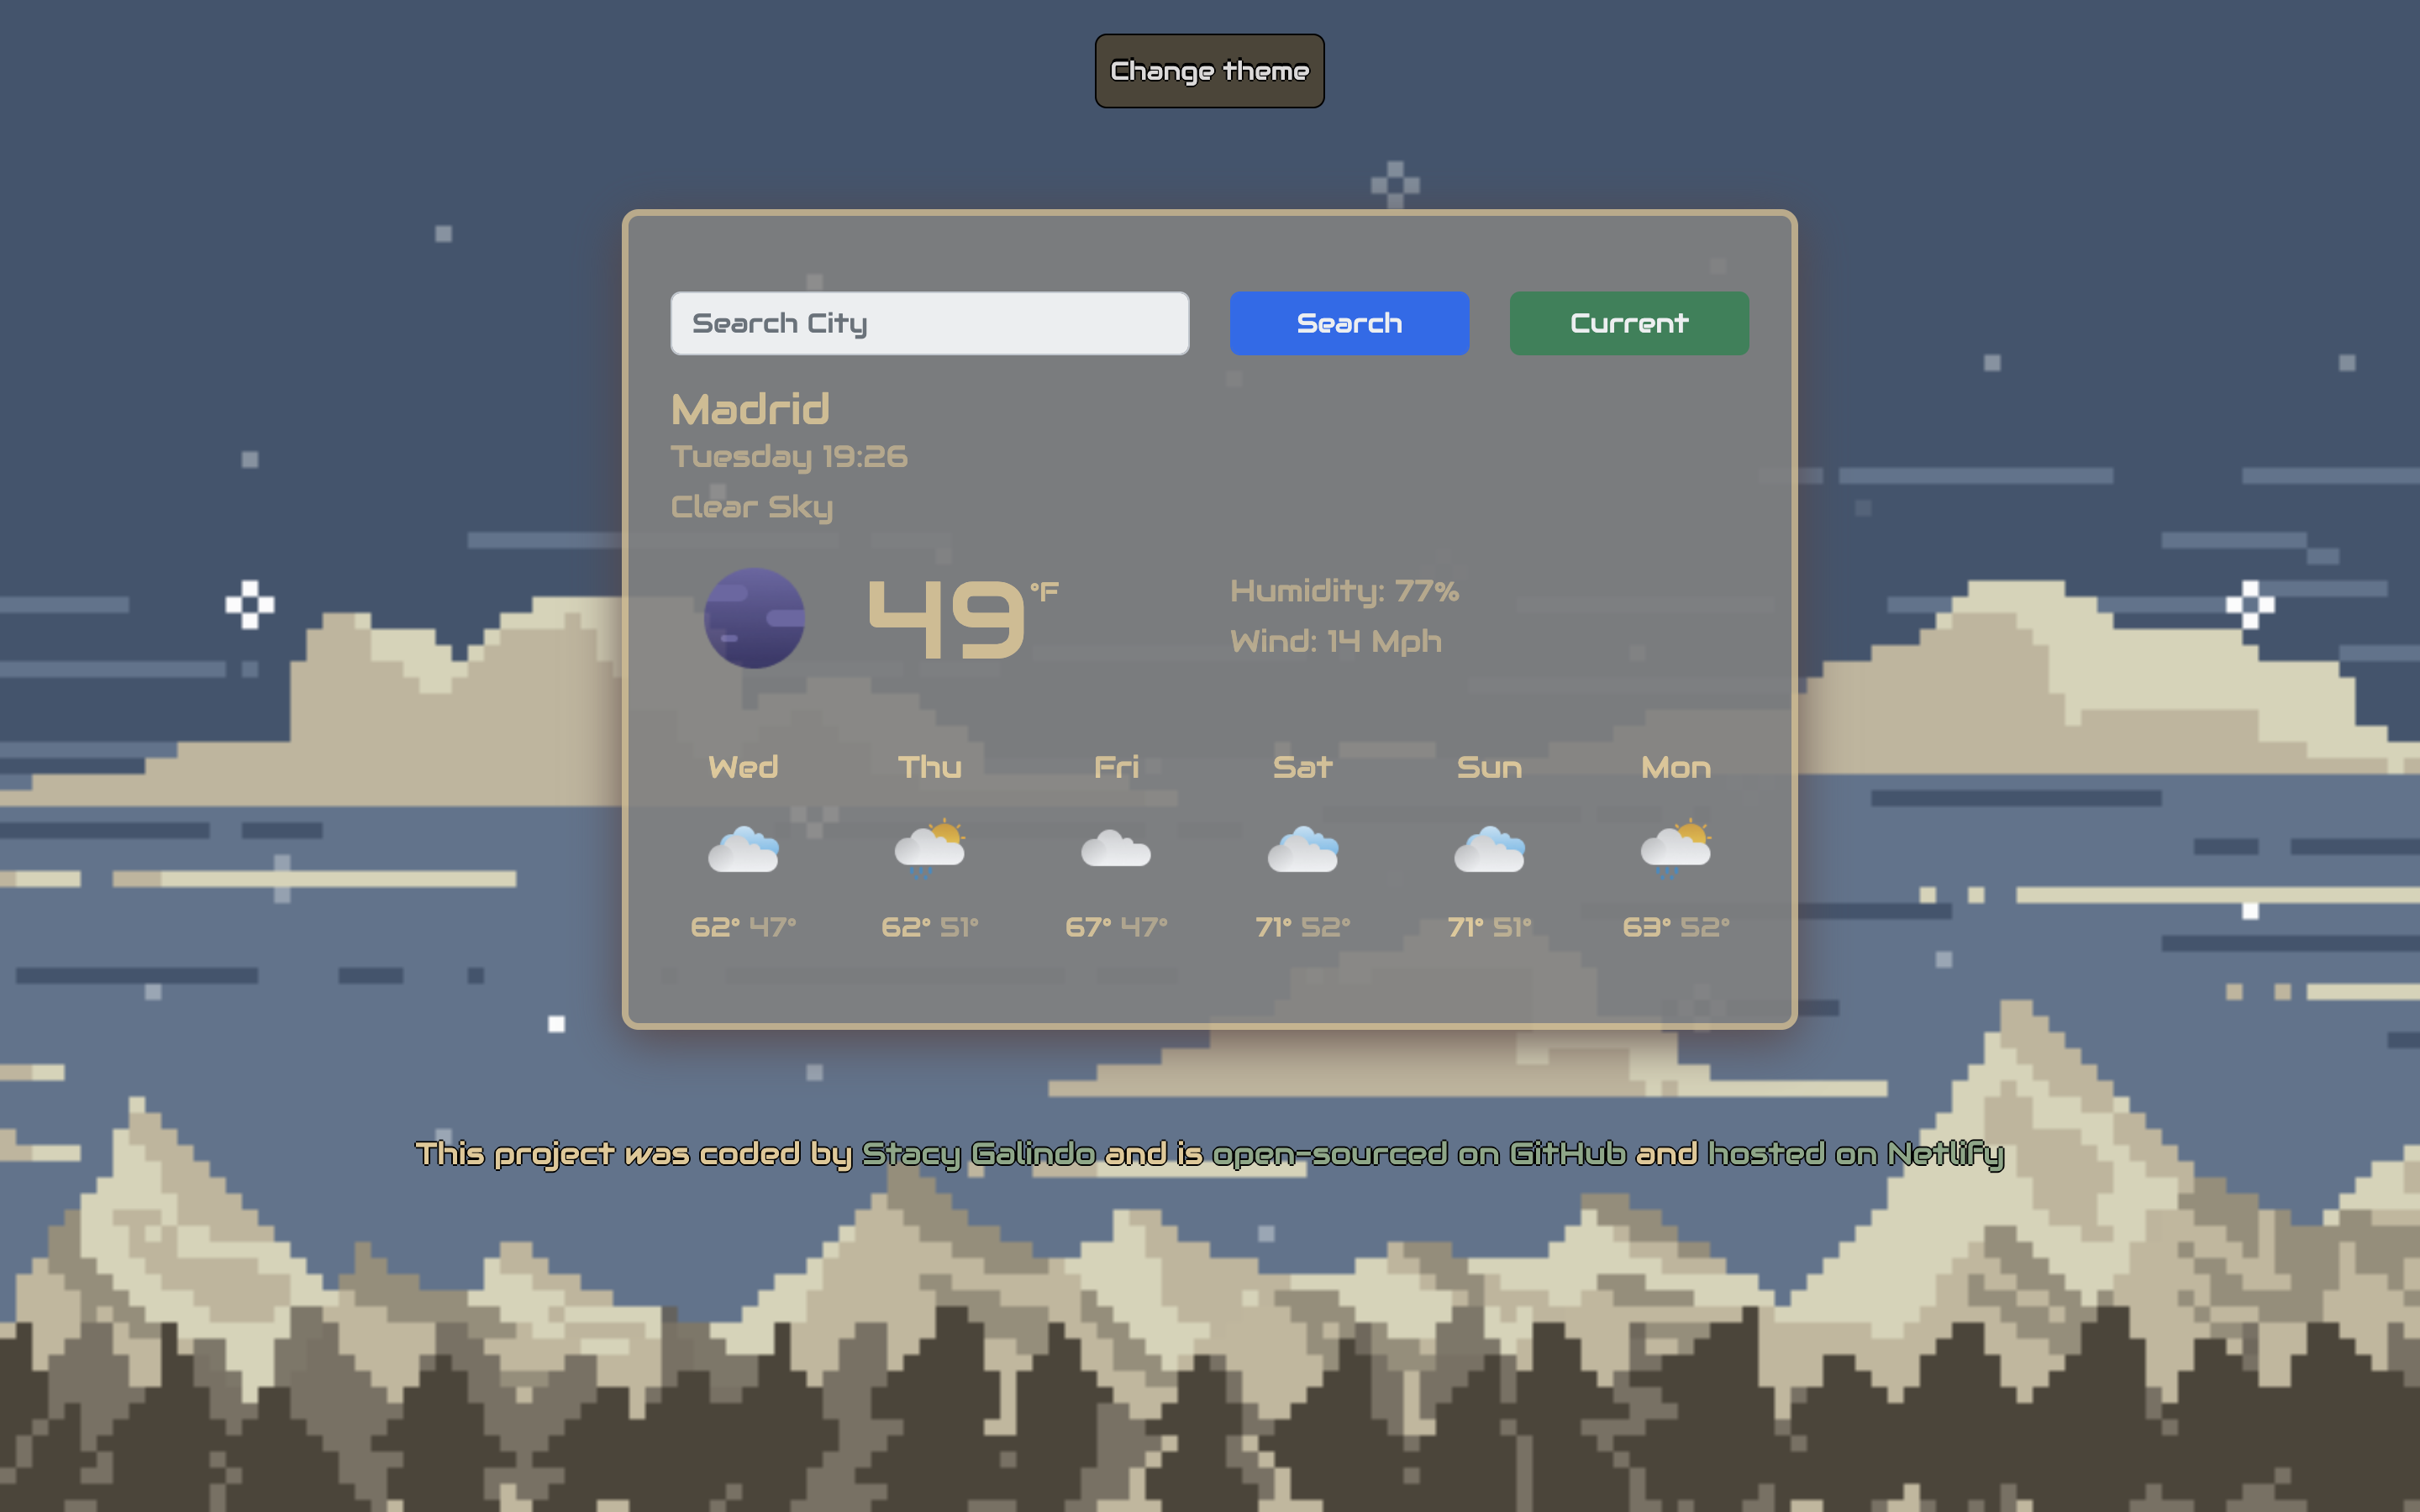 Change theme
Search City
Search
Current
Madrid
Tuesday 19:26
Clear Sky
49 °F
Humidity: 77%
Wind: 14 Mph
Wed Thu Fri Sat Sun Mon
62° 47° 62° 51° 67° 47° 71° 52° 71° 51° 63° 52°
This project was coded by Stacy Galindo and is open-sourced on GitHub and hosted on Netlify